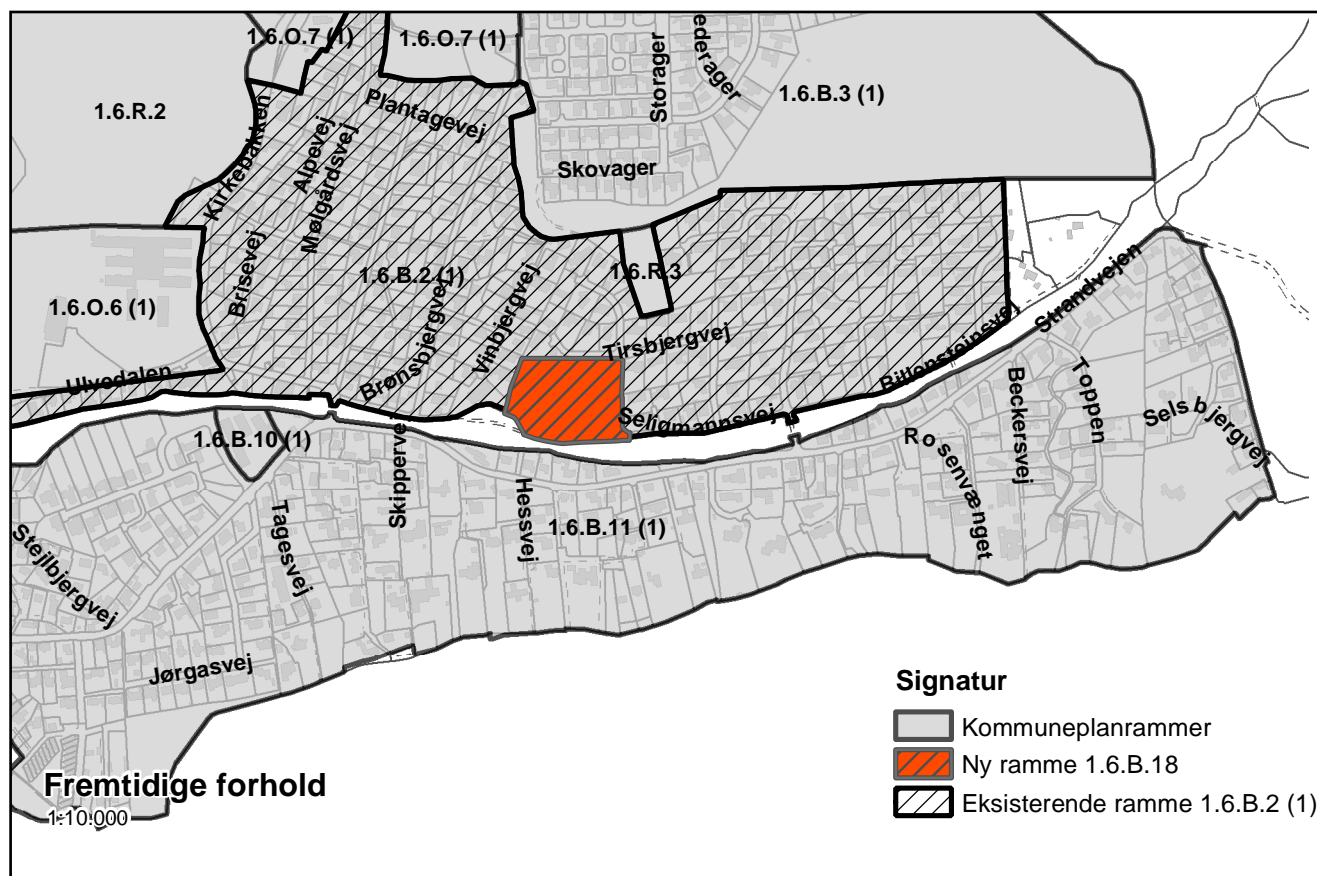 1.6.O.7 (1)
1.6.O.7 (1)
ederager
Storager
1.6.B.3 (1)
1.6.R.2
Plantagevej
Kirkebakken
Alpevej
Mølgårdsvej
Skovager
Brisevej
1.6.B.2 (1)
1.6.R.3
1.6.O.6 (1)
Brønsbjergvej
Vinbjergvej
Tirsbjergvej
Strandvejen
Billensteinsvej
Ulvedalen
Seligmannsvej
Beckersvej
Toppen
Selsbjergvej
Rosenvænget
1.6.B.10 (1)
Skipperve
Tagesvej
Hessvej
1.6.B.11 (1)
Stejlbjergvej
Jørgasvej
Signatur
Kommuneplanrammer
Ny ramme 1.6.B.18
Eksisterende ramme 1.6.B.2 (1)
Fremtidige forhold
1:10.000